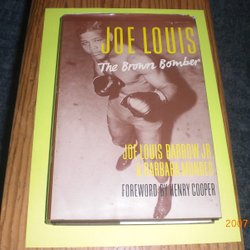 JOE LOUIS
The Brown Bomber
JOE LOUIS BARROW JR
& BARBARA MUNDER
FOREWORD BY HENRY COOPER
2007